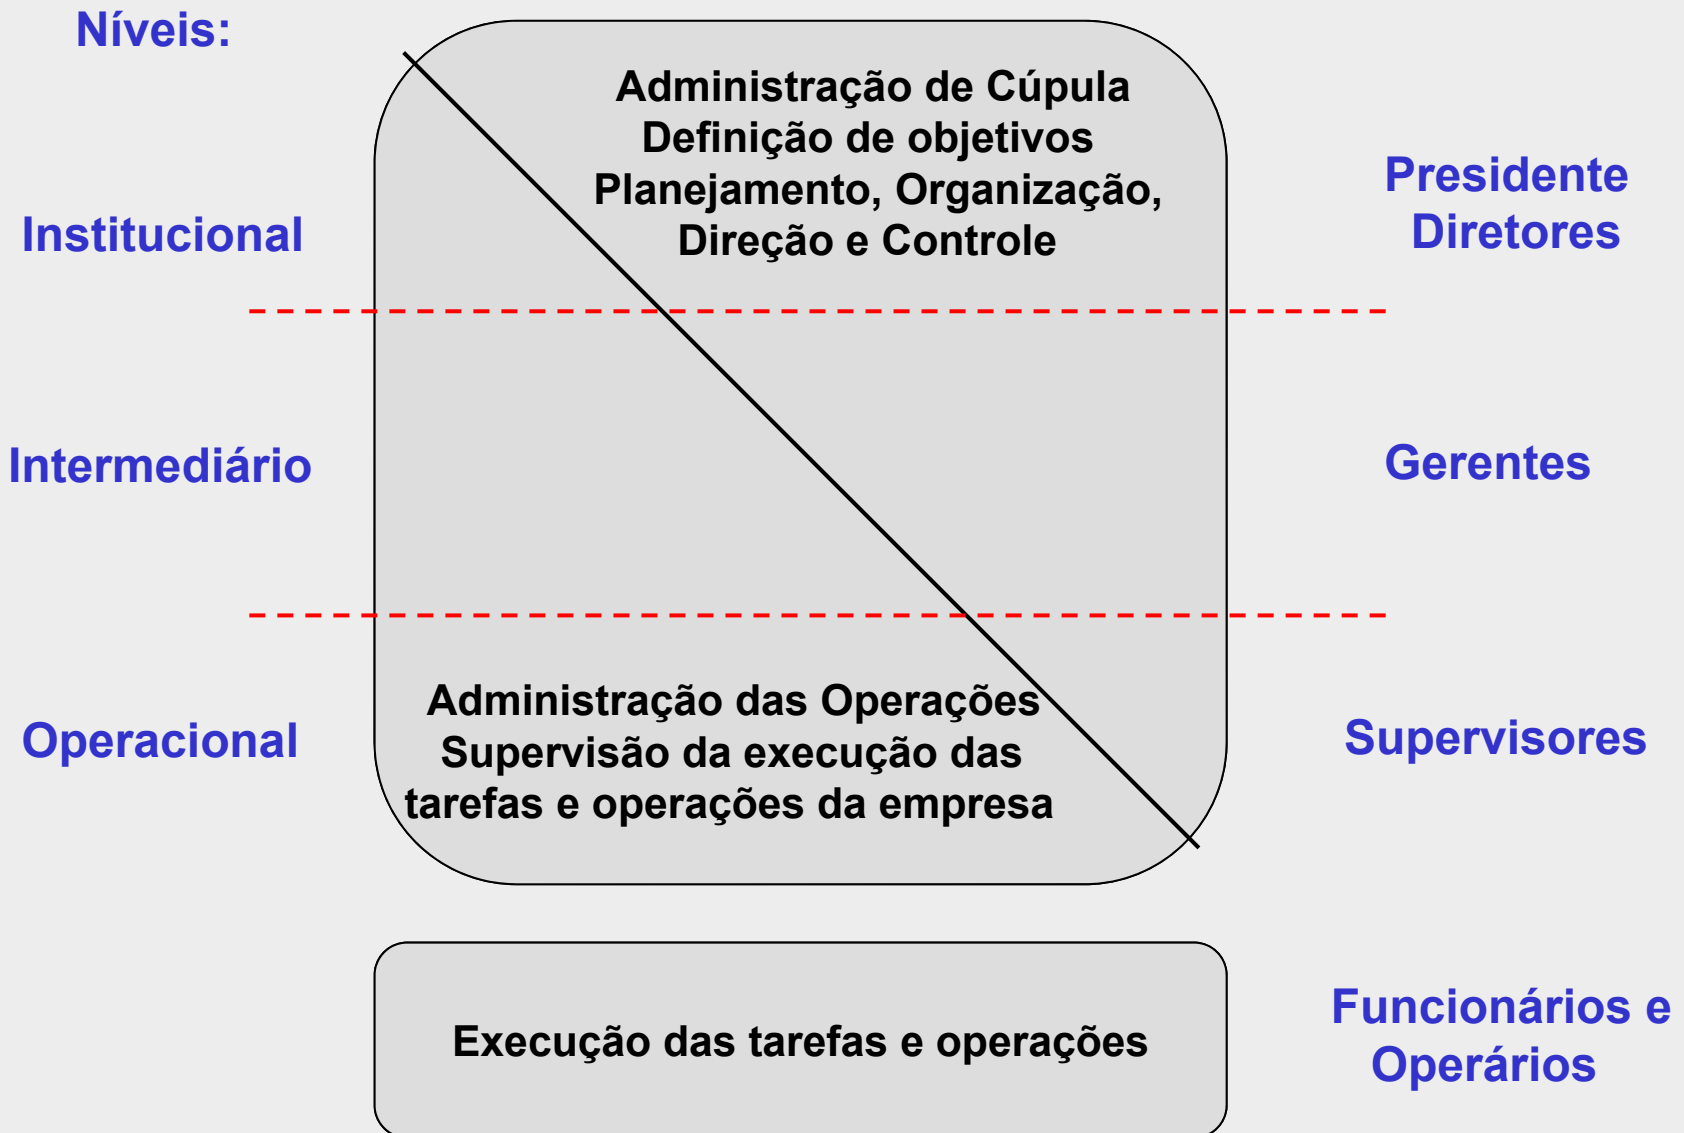 Níveis:
Administração de Cúpula
Definição de objetivos
Planejamento, Organização,
Direção e Controle
Institucional
Presidente
Diretores
Intermediário
Gerentes
Administração das Operações
Supervisão da execução das
tarefas e operações da empresa
Operacional
Supervisores
Execução das tarefas e operações
Funcionários e
Operários